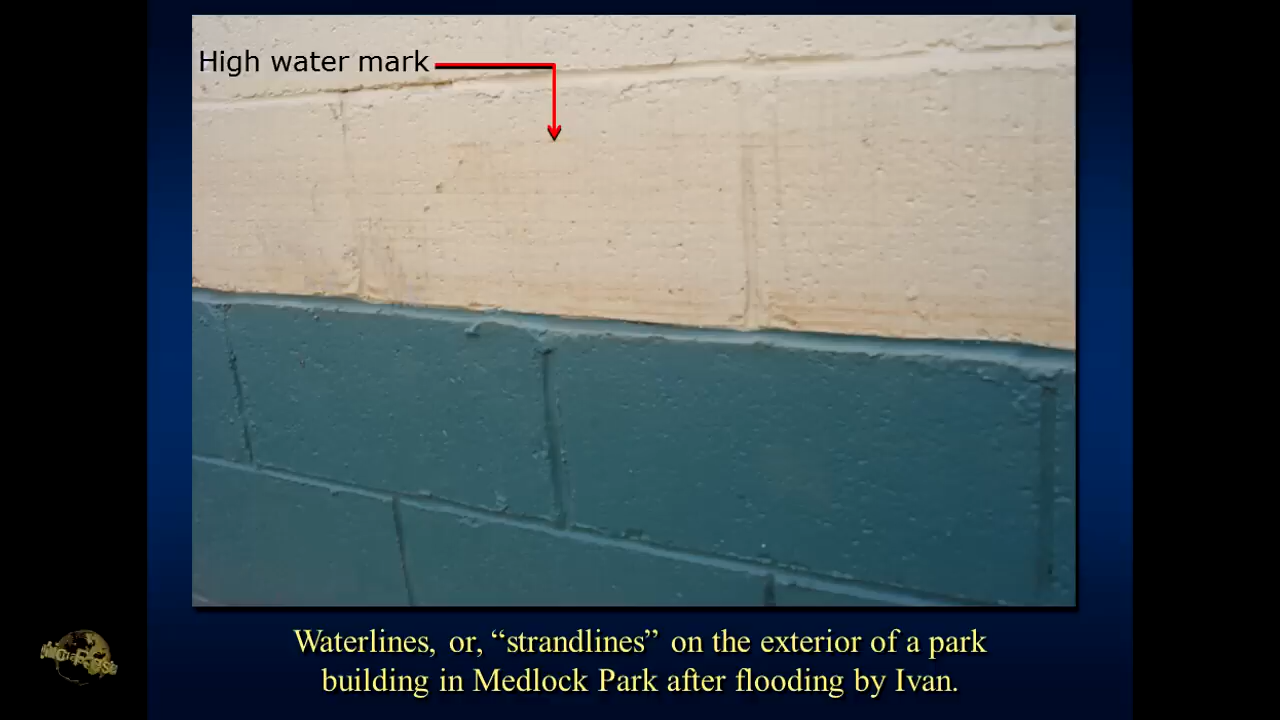 High water mark
Waterlines, or, “strandlines” on the exterior of a park
building in Medlock Park after flooding by Ivan.